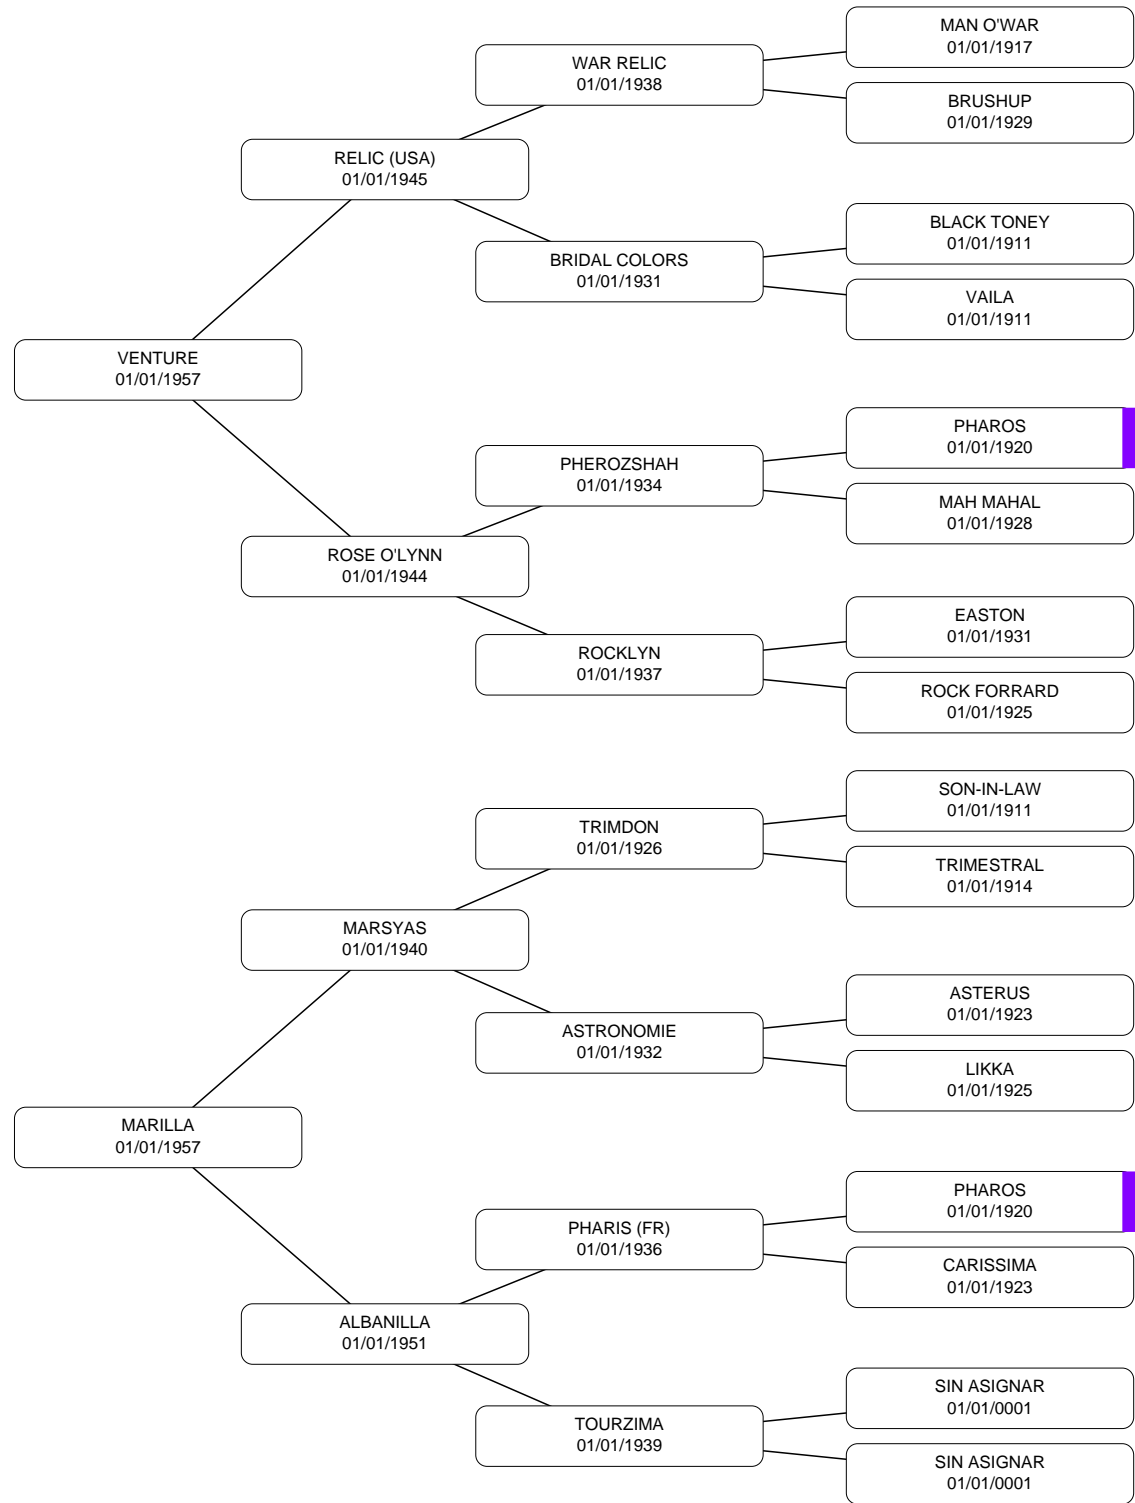 MAN O'WAR
01/01/1917
WAR RELIC
01/01/1938
BRUSHUP
01/01/1929
RELIC (USA)
01/01/1945
BLACK TONEY
01/01/1911
BRIDAL COLORS
01/01/1931
VAILA
01/01/1911
VENTURE
01/01/1957
PHAROS
01/01/1920
PHEROZSHAH
01/01/1934
MAH MAHAL
01/01/1928
ROSE O'LYNN
01/01/1944
EASTON
01/01/1931
ROCKLYN
01/01/1937
ROCK FORRARD
01/01/1925
SON-IN-LAW
01/01/1911
TRIMDON
01/01/1926
TRIMESTRAL
01/01/1914
MARSYAS
01/01/1940
ASTERUS
01/01/1923
ASTRONOMIE
01/01/1932
LIKKA
01/01/1925
MARILLA
01/01/1957
PHAROS
01/01/1920
PHARIS (FR)
01/01/1936
CARISSIMA
01/01/1923
ALBANILLA
01/01/1951
SIN ASIGNAR
01/01/0001
TOURZIMA
01/01/1939
SIN ASIGNAR
01/01/0001